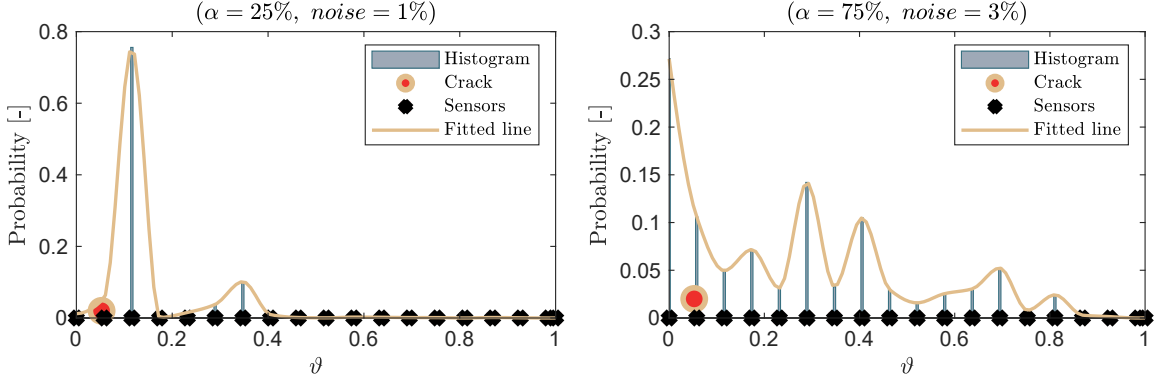 (α = 25%, noise = 1%)
0.8
0.6
0.4
0.2
0
Probability [-]
Histogram
Crack
Sensors
Fitted line
0 0.2 0.4 0.6 0.8 1
ϑ
(α = 75%, noise = 3%)
0.3
0.25
0.2
0.15
0.1
0.05
0
Probability [-]
Histogram
Crack
Sensors
Fitted line
0 0.2 0.4 0.6 0.8 1
ϑ